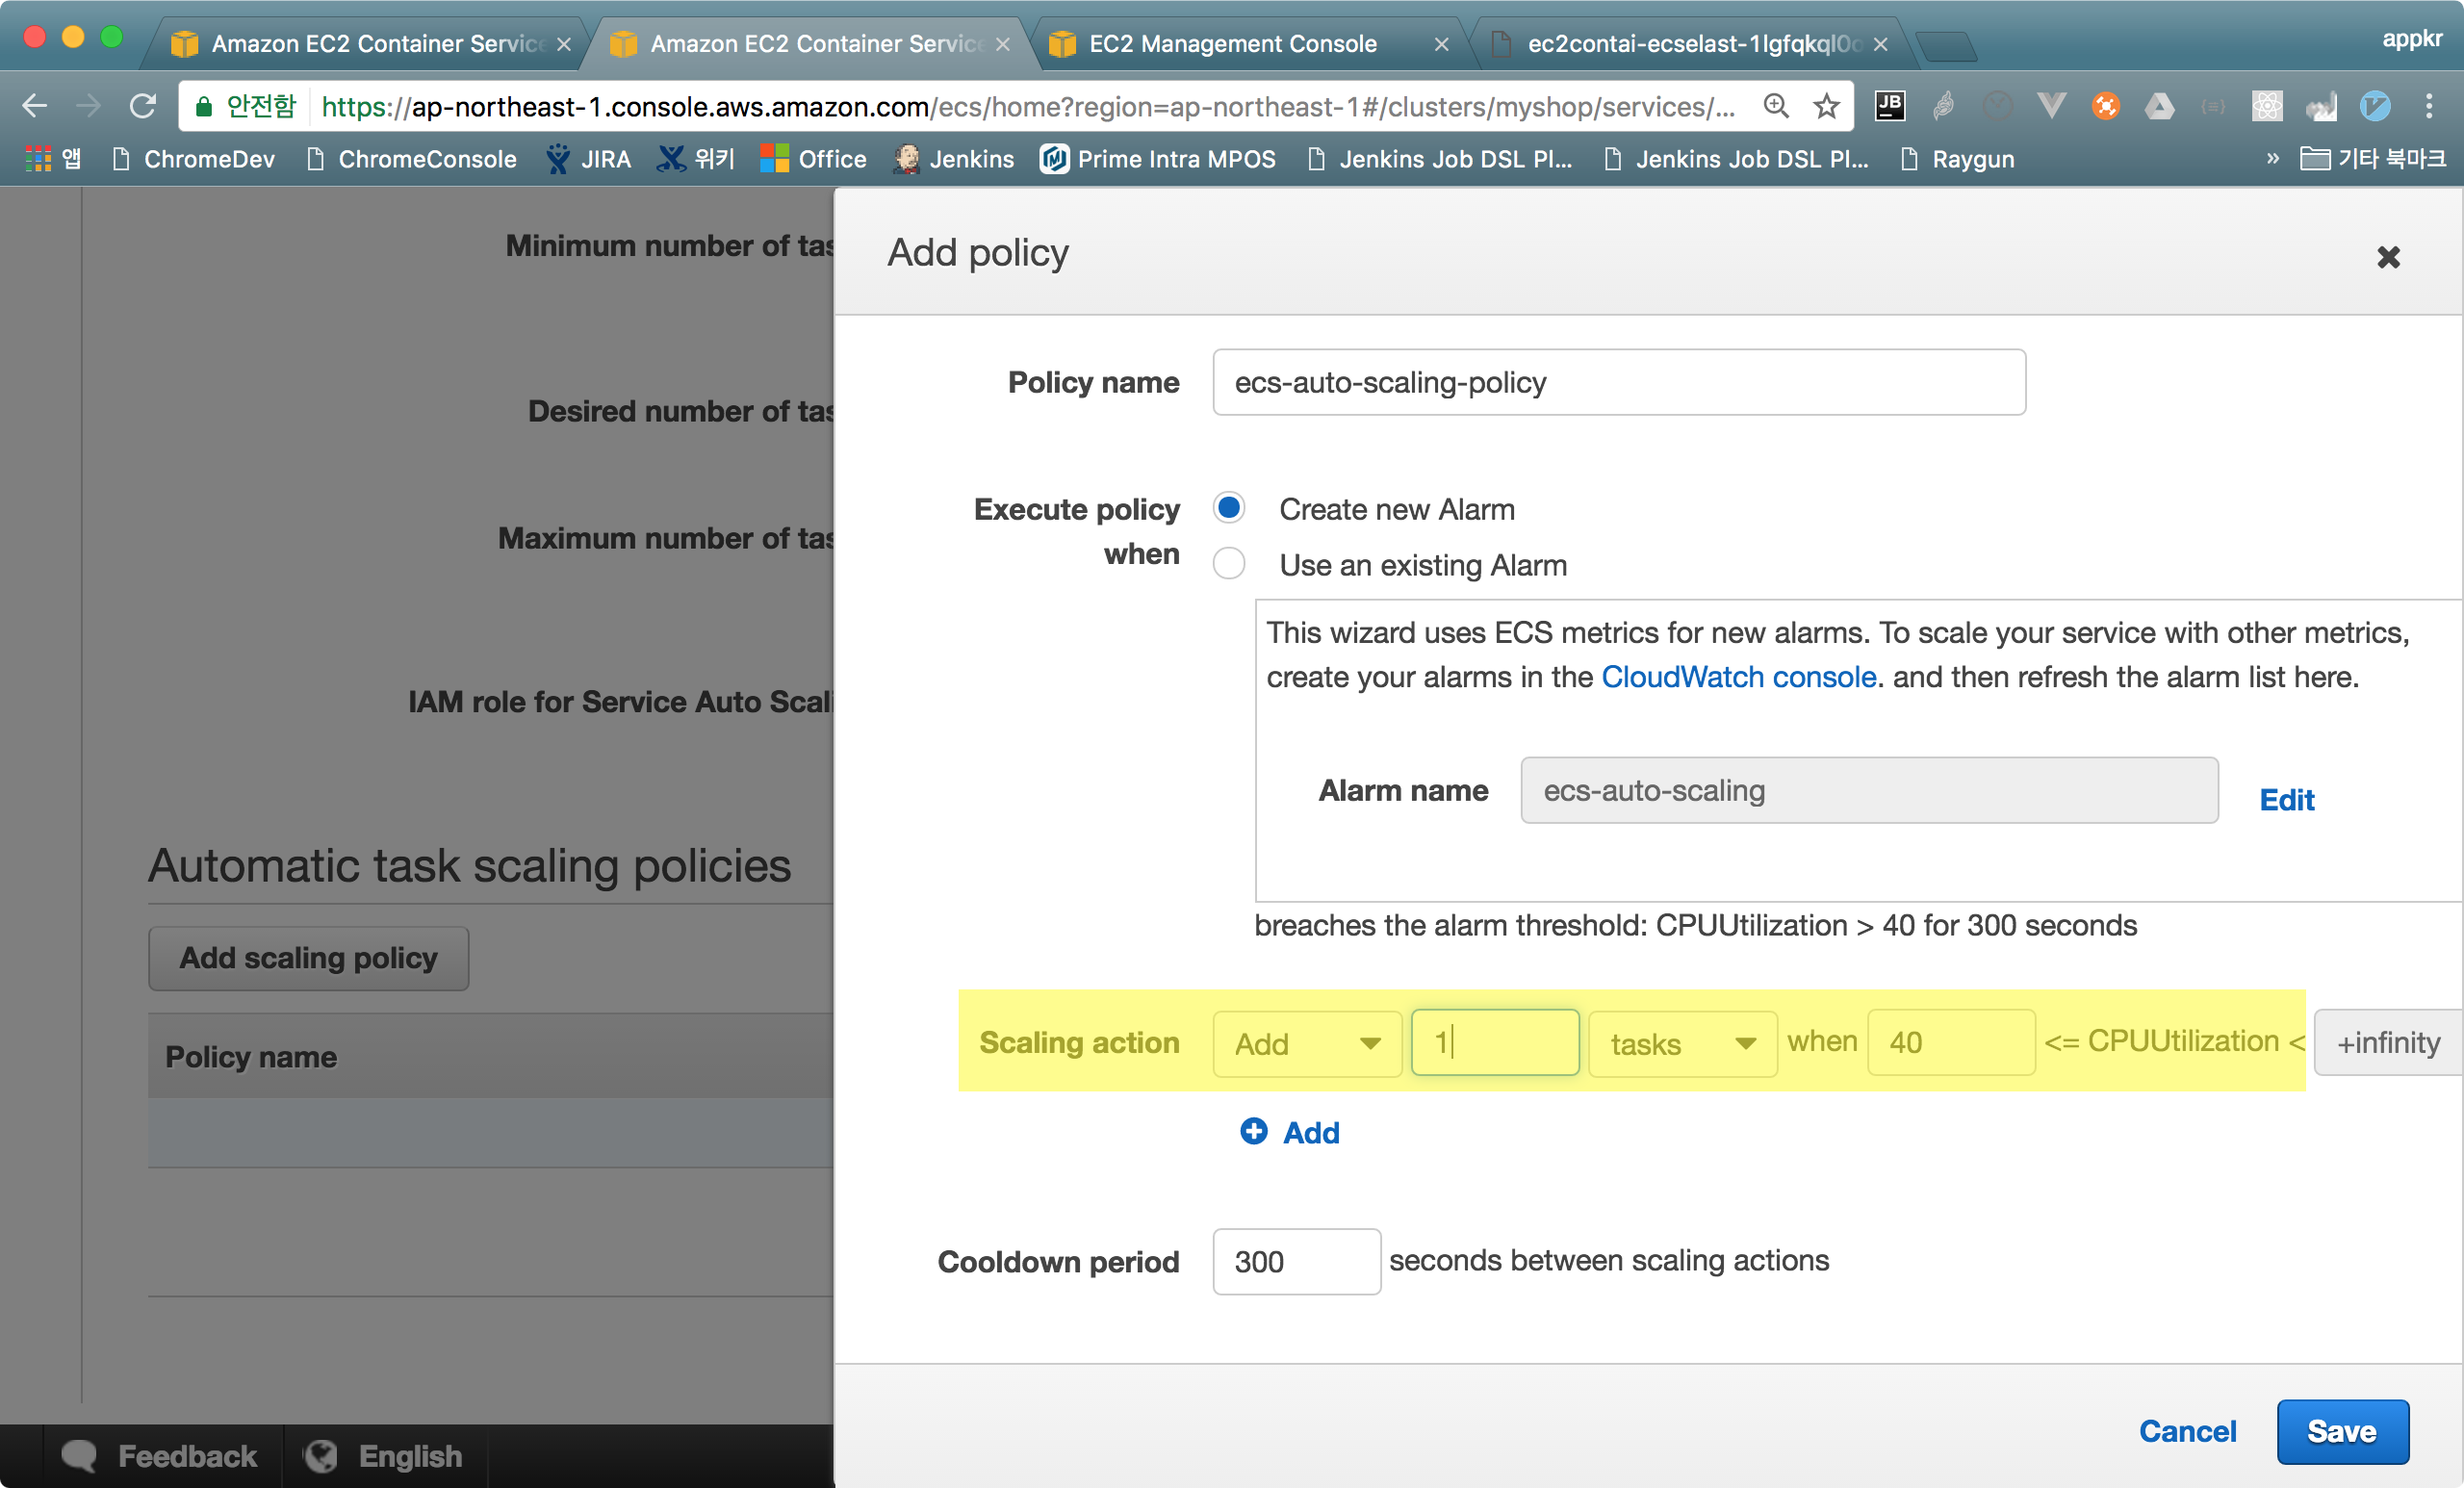 Amazon EC2 Container Service
Amazon EC2 Container Service
EC2 Management Console
ec2contai-ecselast-1lgfqkql0
appkr
안전함
https://ap-northeast-1.console.aws.amazon.com/ecs/home?region=ap-northeast-1#/clusters/myshop/services/...
JB
앱
ChromeDev
ChromeConsole
JIRA
위키
Office
Jenkins
Prime Intra MPOS
Jenkins Job DSL Pl...
Jenkins Job DSL Pl...
Raygun
»
기타 북마크
Minimum number of tas
Desired number of tas
Maximum number of tas
IAM role for Service Auto Scali
Automatic task scaling policies
Add scaling policy
Policy name
Feedback
English
Add policy
Policy name
ecs-auto-scaling-policy
Execute policy
when
Create new Alarm
Use an existing Alarm
This wizard uses ECS metrics for new alarms. To scale your service with other metrics,
create your alarms in the CloudWatch console. and then refresh the alarm list here.
Alarm name
ecs-auto-scaling
Edit
breaches the alarm threshold: CPUUtilization > 40 for 300 seconds
Scaling action Add 1 tasks when 40 <= CPUUtilization < +infinity
Add
Cooldown period 300 seconds between scaling actions
Cancel
Save